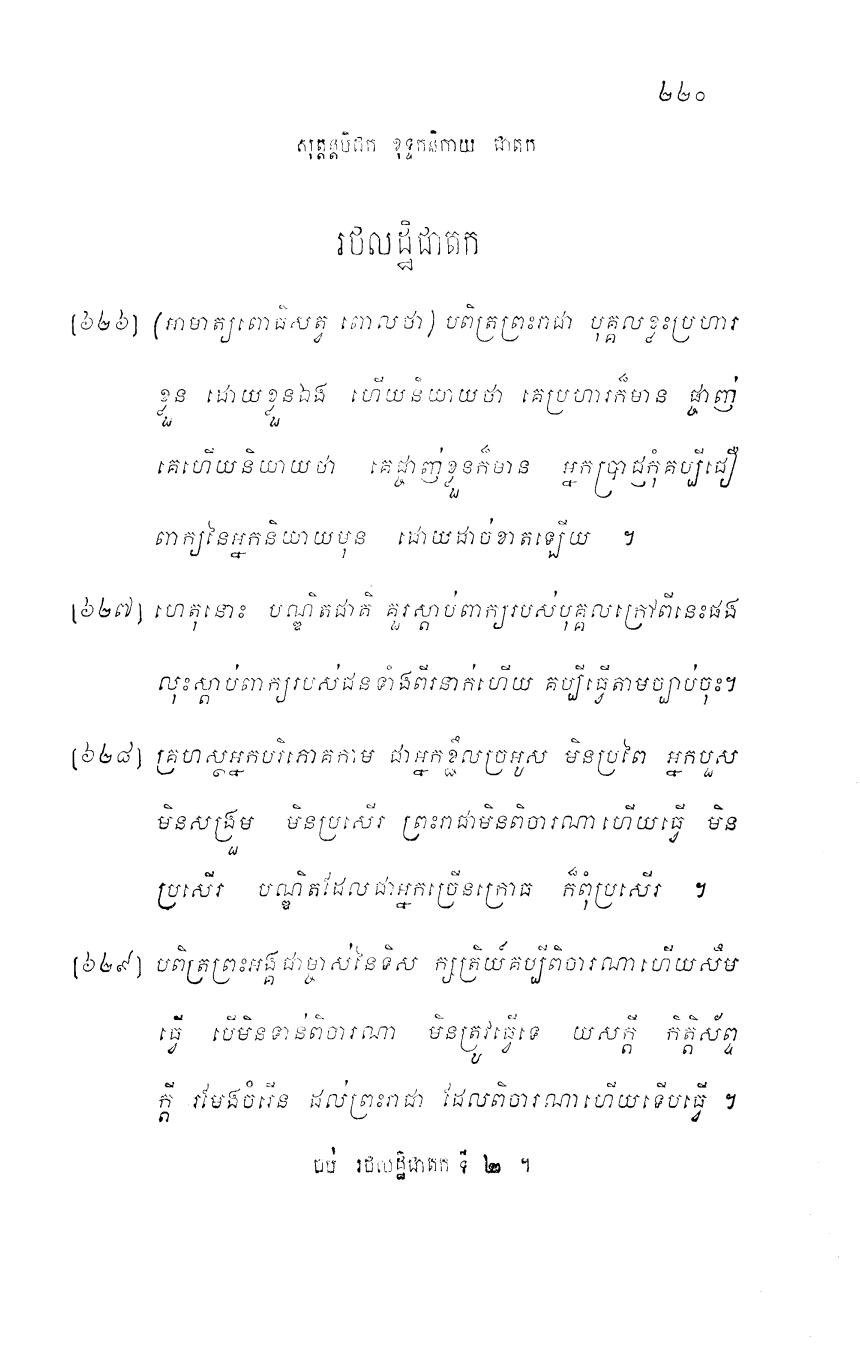 ២២០
សុត្តន្តបិដក ខុទ្ទកនិកាយ ជាតក
រថលដ្ឋិជាតក
[៦២៦] (អាមាត្យពោធិសត្វ ពោលថា) បពិត្រព្រះរាជា បុគ្គលខ្លះប្រហារ
ខ្លួន ដោយខ្លួនឯង ហើយនិយាយថា គេប្រហារក៏មាន ផ្ចាញ់
គេហើយនិយាយថា គេផ្ចាញ់ខ្លួនក៏មាន អ្នកប្រាជ្ញកុំគប្បីជឿ
ពាក្យនៃអ្នកនិយាយមុន ដោយដាច់ខាតឡើយ ។
[៦២៧] ហេតុនោះ បណ្ឌិតជាតិ គួរស្តាប់ពាក្យរបស់បុគ្គលក្រៅពីនេះផង
លុះស្តាប់ពាក្យរបស់ជនទាំងពីរនាក់ហើយ គប្បីធ្វើតាមច្បាប់ចុះ។
[៦២៨] គ្រហស្ថអ្នកបរិភោគកាម ជាអ្នកខ្ជិលច្រអូស មិនប្រពៃ អ្នកបួស
មិនសង្រួម មិនប្រសើរ ព្រះរាជាមិនពិចារណាហើយធ្វើ មិន
ប្រសើរ បណ្ឌិតដែលជាអ្នកច្រើនក្រោធ ក៏ពុំប្រសើរ ។
[៦២៩] បពិត្រព្រះអង្គជាម្ចាស់នៃទិស ក្សត្រិយ៍គប្បីពិចារណាហើយសឹម
ធ្វើ បើមិនទាន់ពិចារណា មិនត្រូវធ្វើទេ យសក្តី កិត្តិស័ព្ទ
ក្តី រមែងចំរើន ដល់ព្រះរាជា ដែលពិចារណាហើយទើបធ្វើ ។
ចប់ រថលដ្ឋិជាតក ទី ២ ។